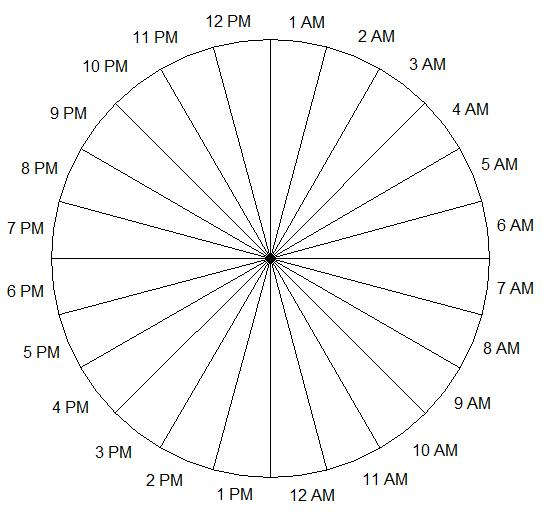 1 AM
2 AM
3 AM
4 AM
5 AM
6 AM
7 AM
8 AM
9 AM
10 AM
11 AM
12 AM
1 PM
2 PM
3 PM
4 PM
5 PM
6 PM
7 PM
8 PM
9 PM
10 PM
11 PM
12 PM